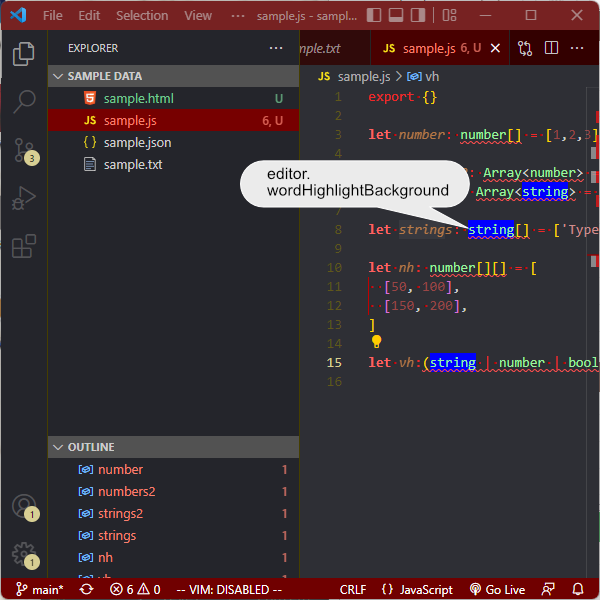 File Edit Selection View ··· sample.js - sampl...
EXPLORER ···
mple.txt JS sample.js 6, U ···
SAMPLE DATA
JS sample.js > vh
sample.html U
JS sample.js 6, U
{ } sample.json
sample.txt
1 export {}
2
3 let number: number[] = [1,2,3]
4
: Array<number>
Array<string> =
editor.
wordHighlightBackground
7
8 let strings: string[] = ['Type
9
10 let nh: number[][] = [
11 [50, 100],
12 [150, 200],
13 ]
14
15 let vh:(string | number | bool
16
3
OUTLINE
number 1
numbers2 1
strings2 1
strings 1
nh 1
1
1
main* 6 0 -- VIM: DISABLED -- CRLF { } JavaScript Go Live